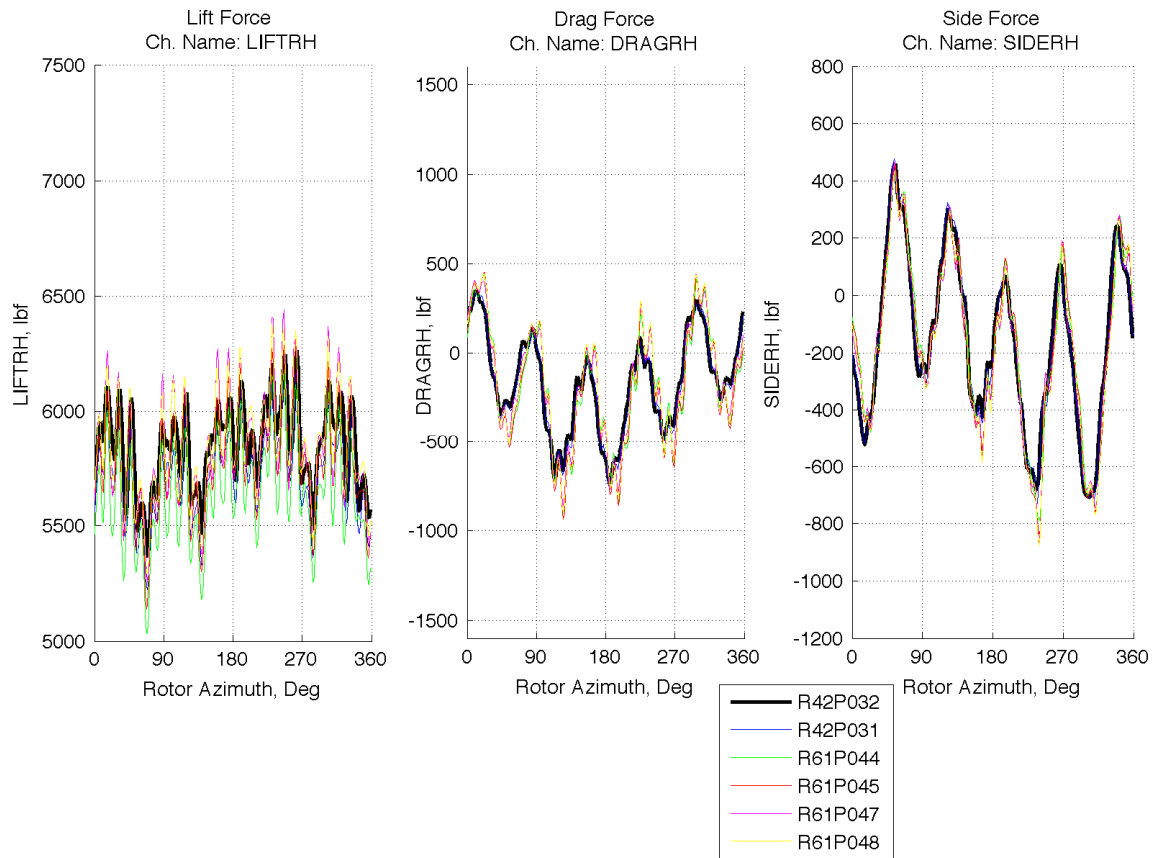 Lift Force
Ch. Name: LIFTRH
7500
7000
6500
6000
5500
5000
LIFTRH, lbf
0 90 180 270 360
Rotor Azimuth, Deg
Drag Force
Ch. Name: DRAGRH
1500
1000
500
0
-500
-1000
-1500
DRAGRH, lbf
0 90 180 270 360
Rotor Azimuth, Deg
Side Force
Ch. Name: SIDERH
800
600
400
200
0
-200
-400
-600
-800
-1000
-1200
SIDERH, lbf
0 90 180 270 360
Rotor Azimuth, Deg
R42P032
R42P031
R61P044
R61P045
R61P047
R61P048